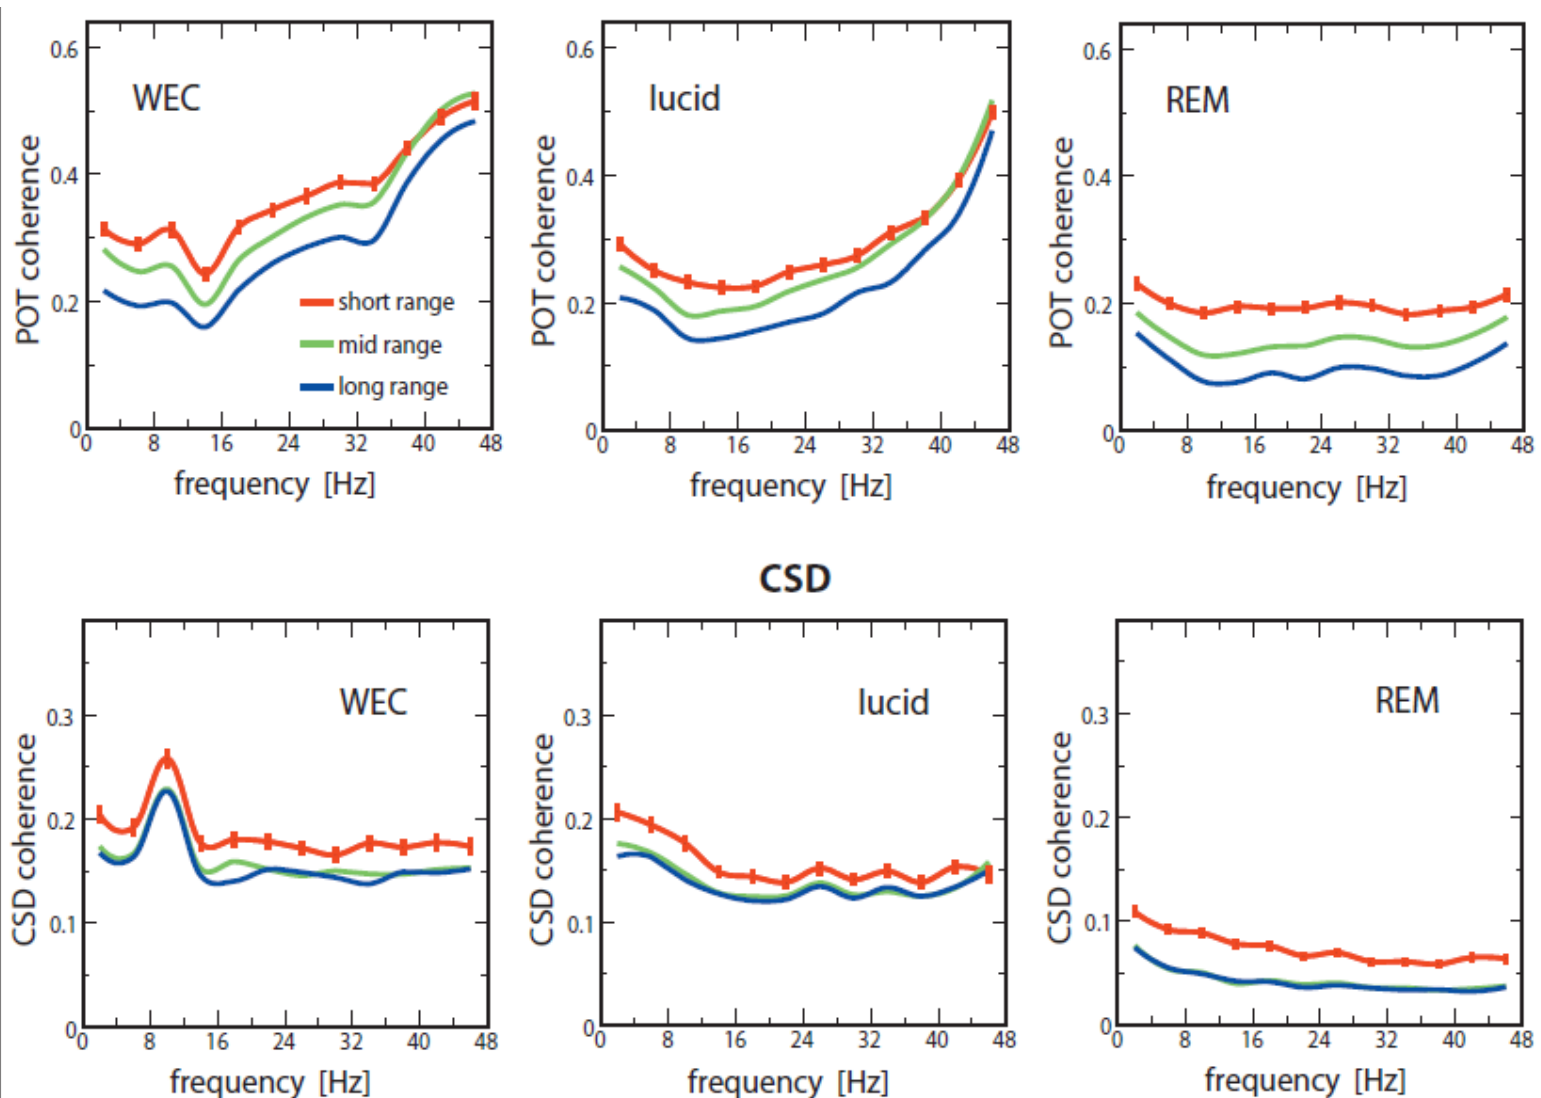 WEC
lucid
REM
POT coherence
POT coherence
POT coherence
0.6
0.4
0.2
0
0.6
0.4
0.2
0
0.6
0.4
0.2
0
short range
mid range
long range
0 8 16 24 32 40 48
0 8 16 24 32 40 48
0 8 16 24 32 40 48
frequency [Hz]
frequency [Hz]
frequency [Hz]
CSD
WEC
lucid
REM
CSD coherence
CSD coherence
CSD coherence
0.3
0.2
0.1
0
0.3
0.2
0.1
0
0.3
0.2
0.1
0
0 8 16 24 32 40 48
0 8 16 24 32 40 48
0 8 16 24 32 40 48
frequency [Hz]
frequency [Hz]
frequency [Hz]